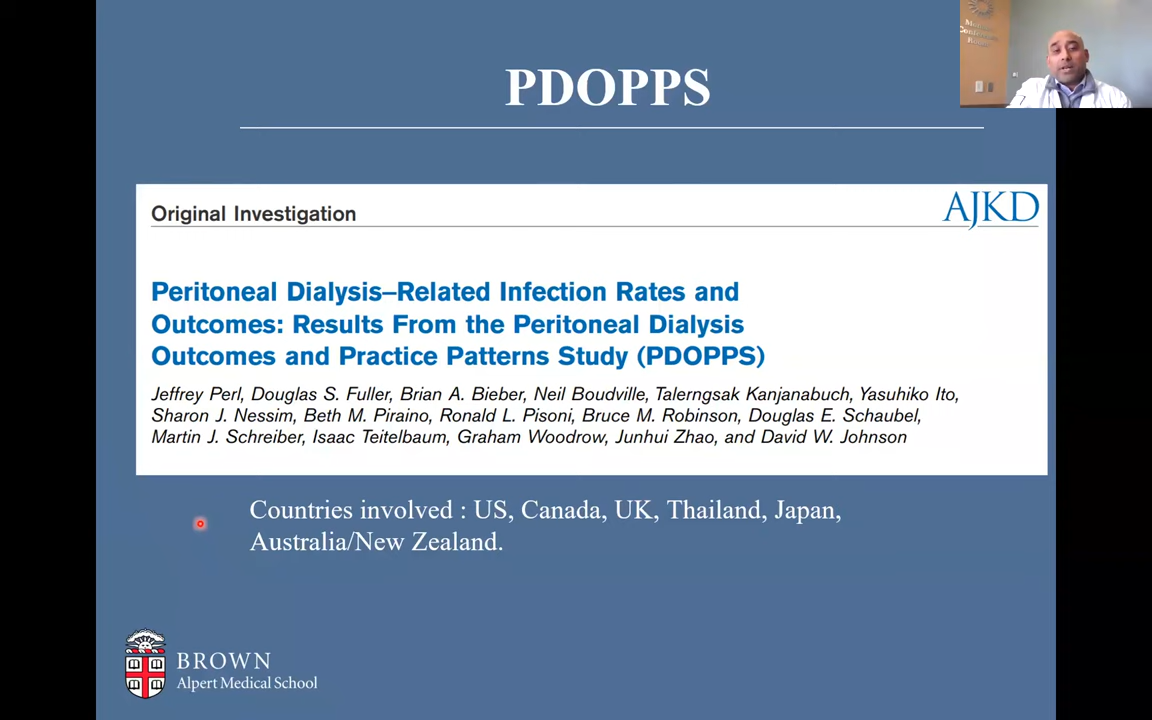 PDOPPS
Original Investigation
AJKD
Peritoneal Dialysis–Related Infection Rates and
Outcomes: Results From the Peritoneal Dialysis
Outcomes and Practice Patterns Study (PDOPPS)
Jeffrey Perl, Douglas S. Fuller, Brian A. Bieber, Neil Boudville, Talerngsak Kanjanabuch, Yasuhiko Ito,
Sharon J. Nessim, Beth M. Piraino, Ronald L. Pisoni, Bruce M. Robinson, Douglas E. Schaubel,
Martin J. Schreiber, Isaac Teitelbaum, Graham Woodrow, Junhui Zhao, and David W. Johnson
Countries involved : US, Canada, UK, Thailand, Japan,
Australia/New Zealand.
BROWN
Alpert Medical School